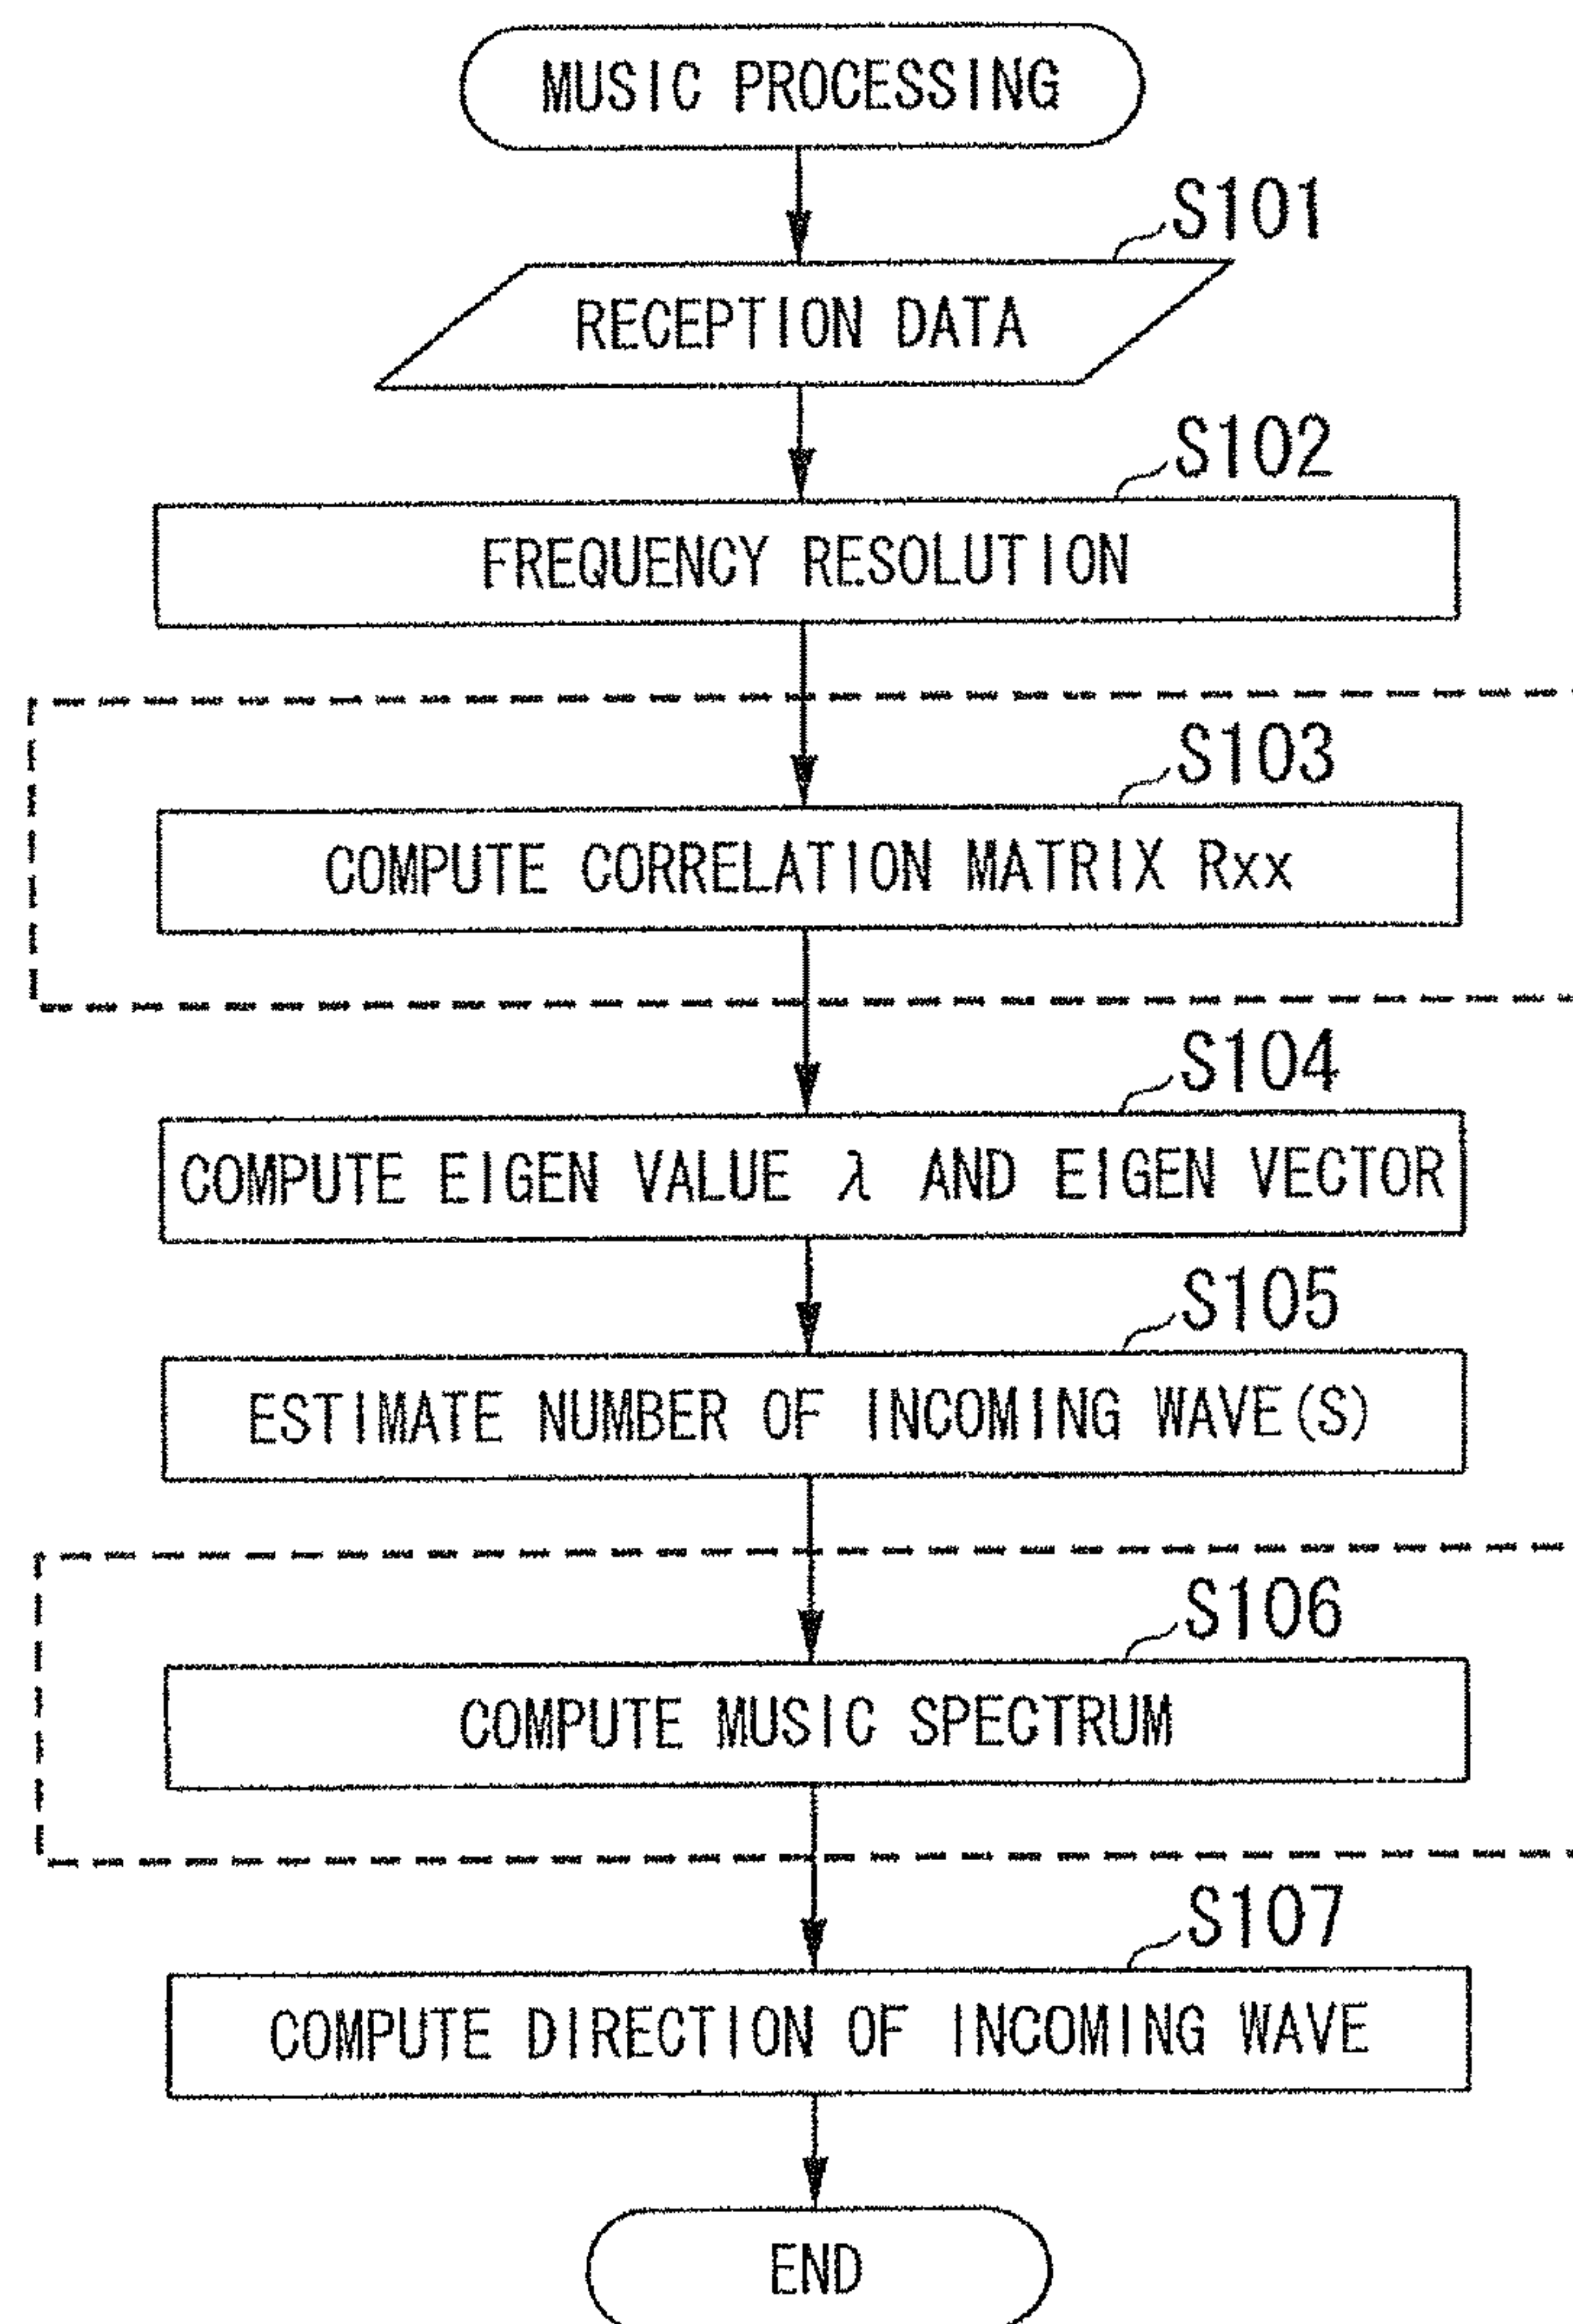 MUSIC PROCESSING
S101
RECEPTION DATA
S102
FREQUENCY RESOLUTION
S103
COMPUTE CORRELATION MATRIX Rxx
S104
COMPUTE EIGEN VALUE λ AND EIGEN VECTOR
S105
ESTIMATE NUMBER OF INCOMING WAVE(S)
S106
COMPUTE MUSIC SPECTRUM
S107
COMPUTE DIRECTION OF INCOMING WAVE
END